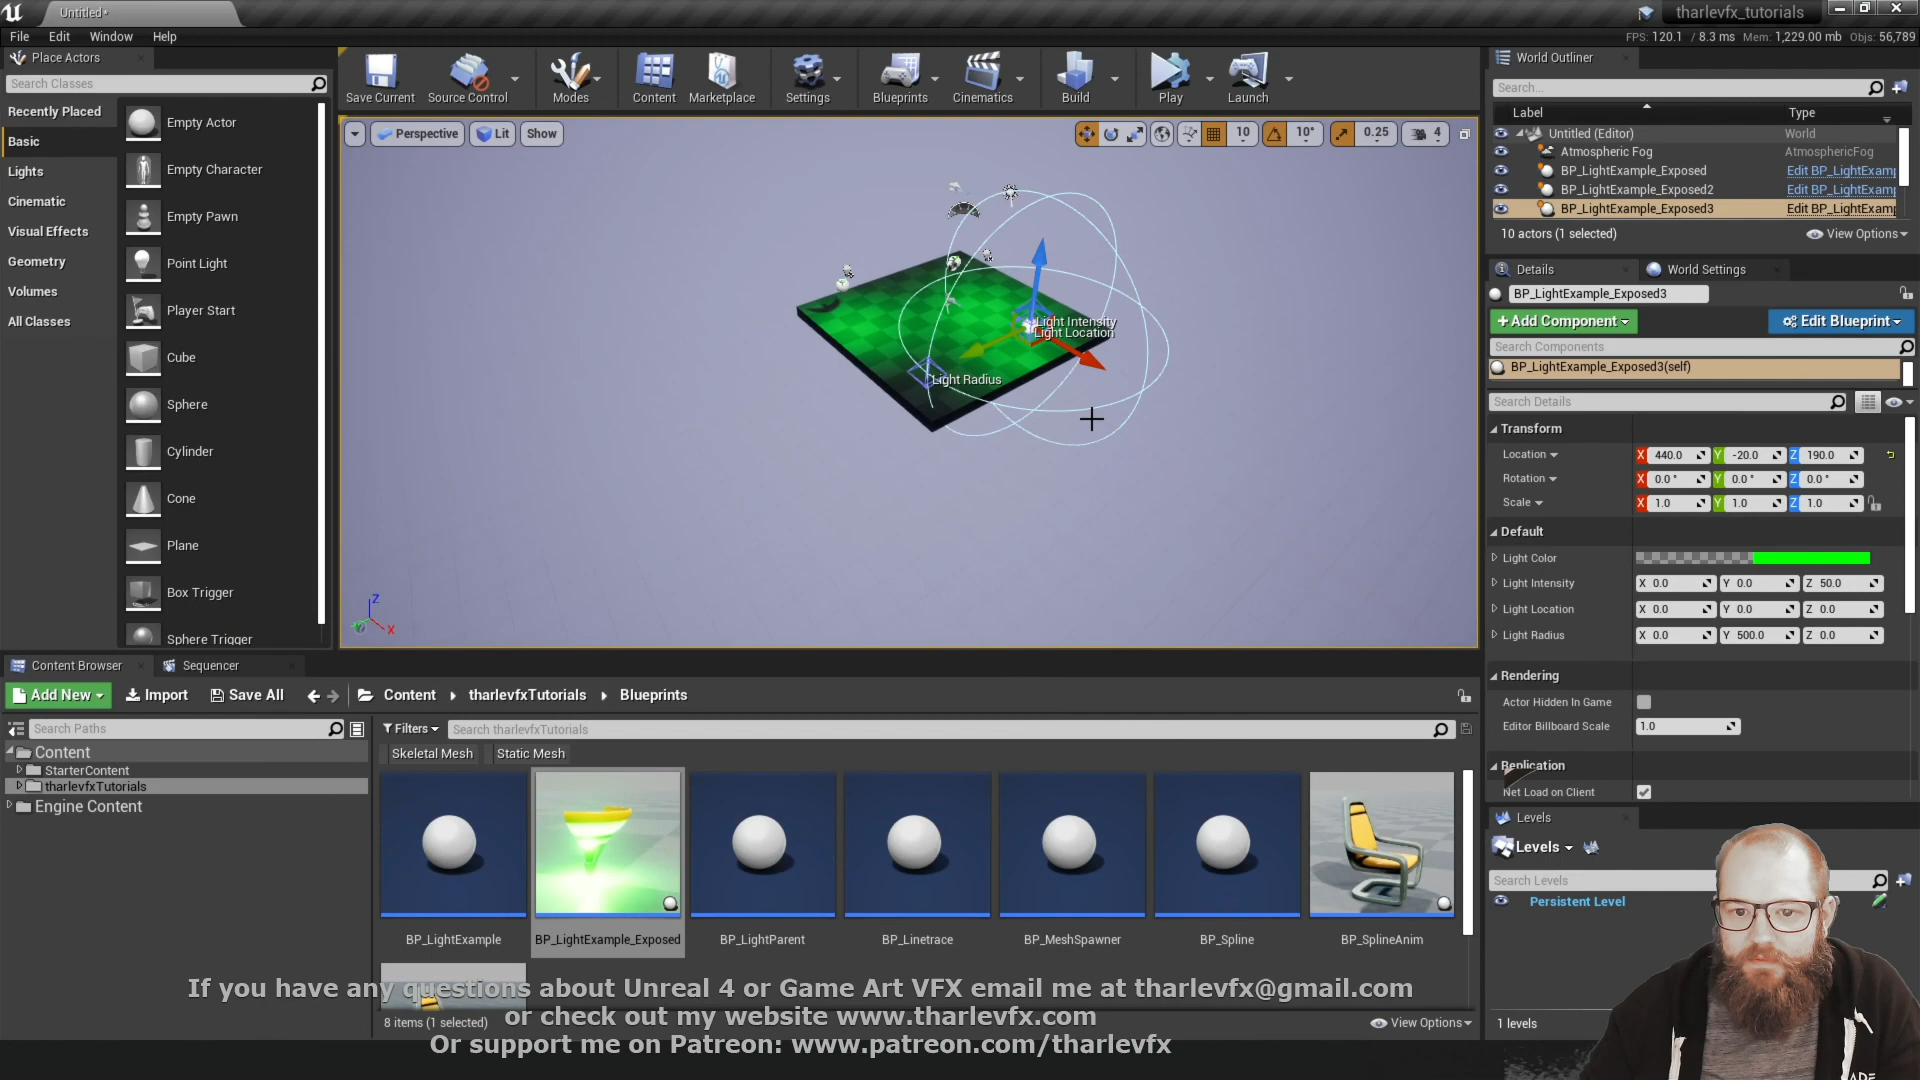 Untitled*
tharlevfx_tutorials
File Edit Window Help
FPS: 120.1 / 8.3 ms Mem: 1,229.00 mb Objs: 56,789
Place Actors
Search Classes
Recently Placed
Basic
Lights
Cinematic
Visual Effects
Geometry
Volumes
All Classes
Empty Actor
Empty Character
Empty Pawn
Point Light
Player Start
Cube
Sphere
Cylinder
Cone
Plane
Box Trigger
Sphere Trigger
Save Current
Source Control
Modes
Content
Marketplace
Settings
Blueprints
Cinematics
Build
Play
Launch
Perspective Lit Show
10 10° 0.25 4
Light Intensity
Light Location
Light Radius
Z
X
World Outliner
Search...
Label Type
Untitled (Editor) World
Atmospheric Fog AtmosphericFog
BP_LightExample_Exposed Edit BP_LightExamp
BP_LightExample_Exposed2 Edit BP_LightExamp
BP_LightExample_Exposed3 Edit BP_LightExamp
10 actors (1 selected) View Options
Details World Settings
BP_LightExample_Exposed3
+Add Component Edit Blueprint
Search Components
BP_LightExample_Exposed3(self)
Search Details
Transform
Location X 440.0 Y -20.0 Z 190.0
Rotation X 0.0 ° Y 0.0 ° Z 0.0 °
Scale X 1.0 Y 1.0 Z 1.0
Default
Light Color
Light Intensity X 0.0 Y 0.0 Z 50.0
Light Location X 0.0 Y 0.0 Z 0.0
Light Radius X 0.0 Y 500.0 Z 0.0
Rendering
Actor Hidden In Game
Editor Billboard Scale 1.0
Replication
Net Load on Client
Levels
Levels
Search Levels
Persistent Level
1 levels
Content Browser Sequencer
Add New Import Save All Content tharlevfxTutorials Blueprints
Search Paths
Filters Search tharlevfxTutorials
Skeletal Mesh Static Mesh
Content
StarterContent
tharlevfxTutorials
Engine Content
BP_LightExample
BP_LightExample_Exposed
BP_LightParent
BP_Linetrace
BP_MeshSpawner
BP_Spline
BP_SplineAnim
8 items (1 selected) View Options
If you have any questions about Unreal 4 or Game Art VFX email me at tharlevfx@gmail.com
or check out my website www.tharlevfx.com
Or support me on Patreon: www.patreon.com/tharlevfx